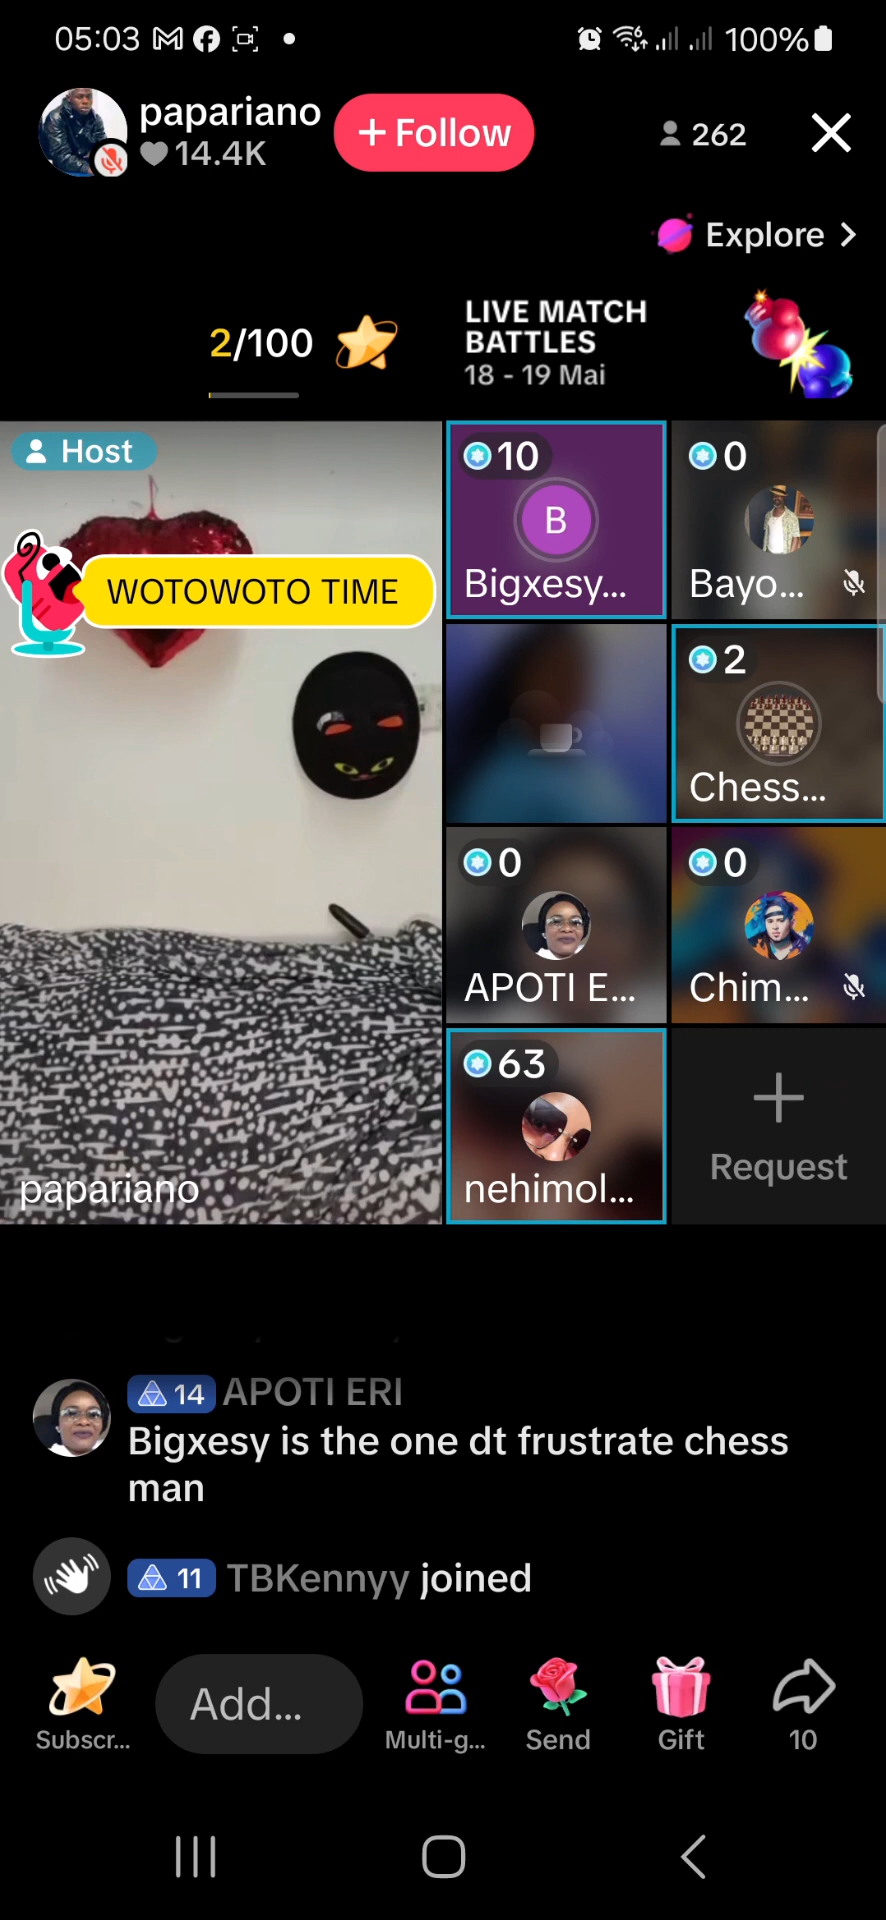 05:03
100%
papariano
14.4K
+ Follow
262
Explore
2/100
LIVE MATCH
BATTLES
18 - 19 Mai
Host
WOTOWOTO TIME
papariano
10
B
Bigxesy...
0
Bayo...
2
Chess...
0
APOTI E...
0
Chim...
63
nehimol...
Request
14 APOTI ERI
Bigxesy is the one dt frustrate chess
man
11 TBKennyy joined
Add...
Subscr...
Multi-g...
Send
Gift
10